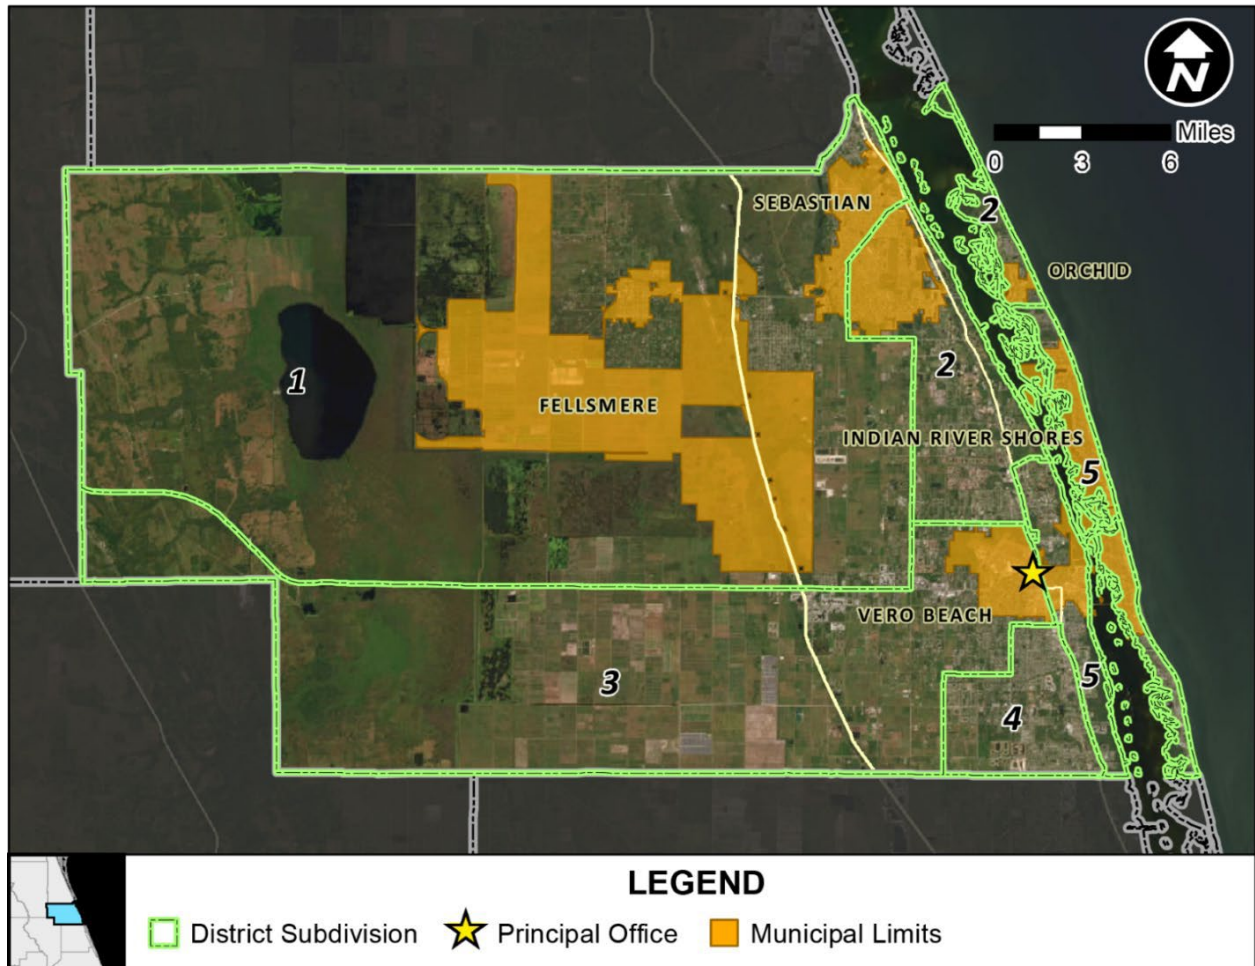 N
Miles
0 3 6
SEBASTIAN
2
ORCHID
1
2
FELLSMERE
INDIAN RIVER SHORES
5
VERO BEACH
3
5
4
LEGEND
District Subdivision Principal Office Municipal Limits